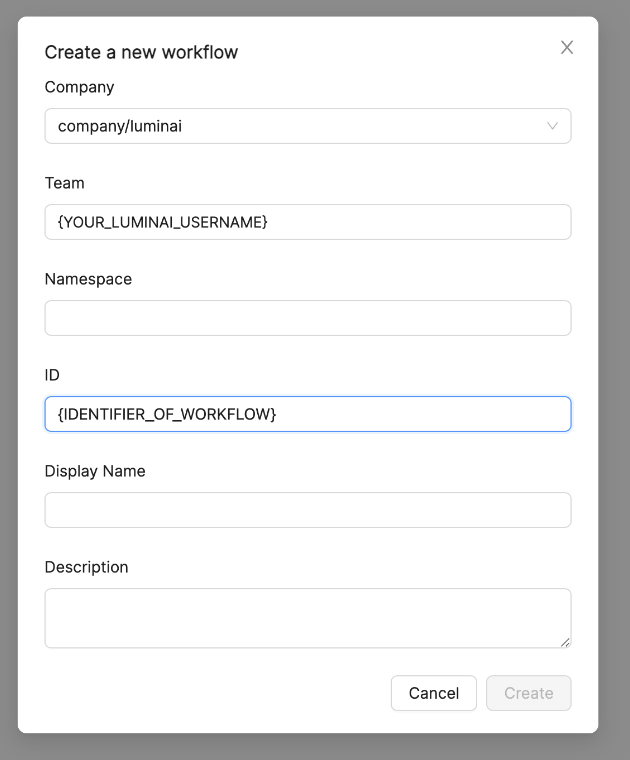 Create a new workflow
Company
company/luminai
Team
{YOUR_LUMINAI_USERNAME}
Namespace
ID
{IDENTIFIER_OF_WORKFLOW}
Display Name
Description
Cancel
Create